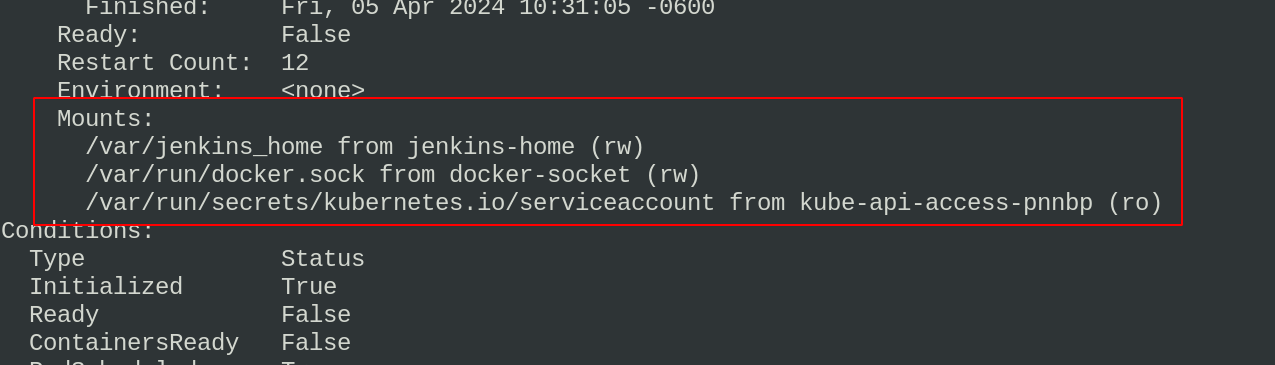 Finished:     Fri, 05 Apr 2024 10:31:05 -0600
Ready:          False
Restart Count:  12
Environment:    <none>
Mounts:
/var/jenkins_home from jenkins-home (rw)
/var/run/docker.sock from docker-socket (rw)
/var/run/secrets/kubernetes.io/serviceaccount from kube-api-access-pnnbp (ro)
Conditions:
Type              Status
Initialized       True
Ready             False
ContainersReady   False